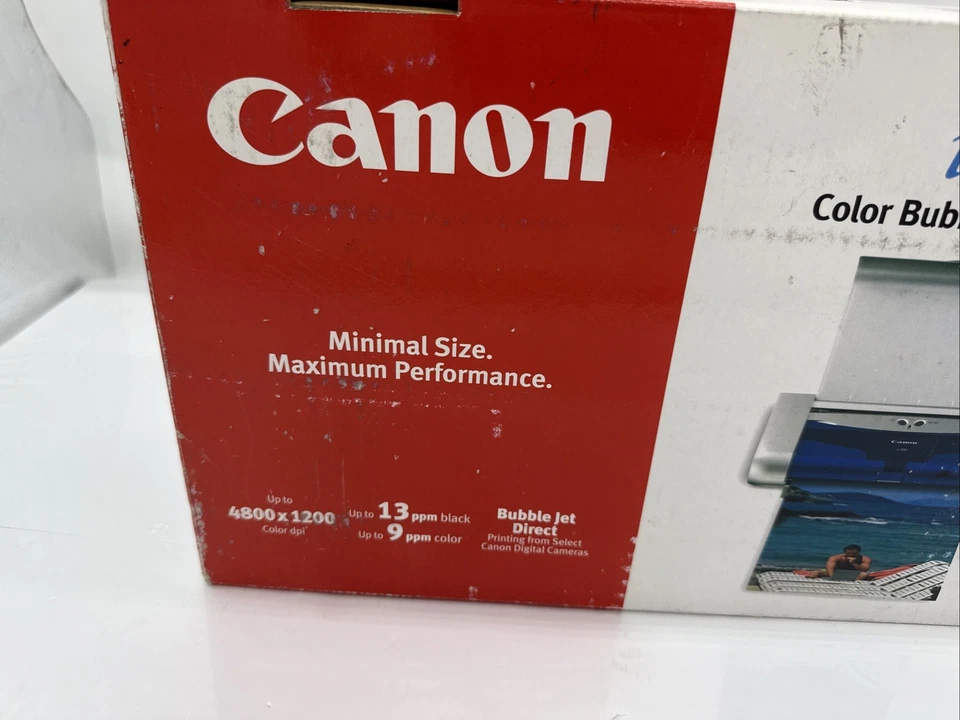 Canon
Color Bub
Minimal Size.
Maximum Performance.
Canon
Up to
4800 x 1200
Color dpi
Up to 13 ppm black
Up to 9 ppm color
Bubble Jet
Direct
Printing from Select
Canon Digital Cameras